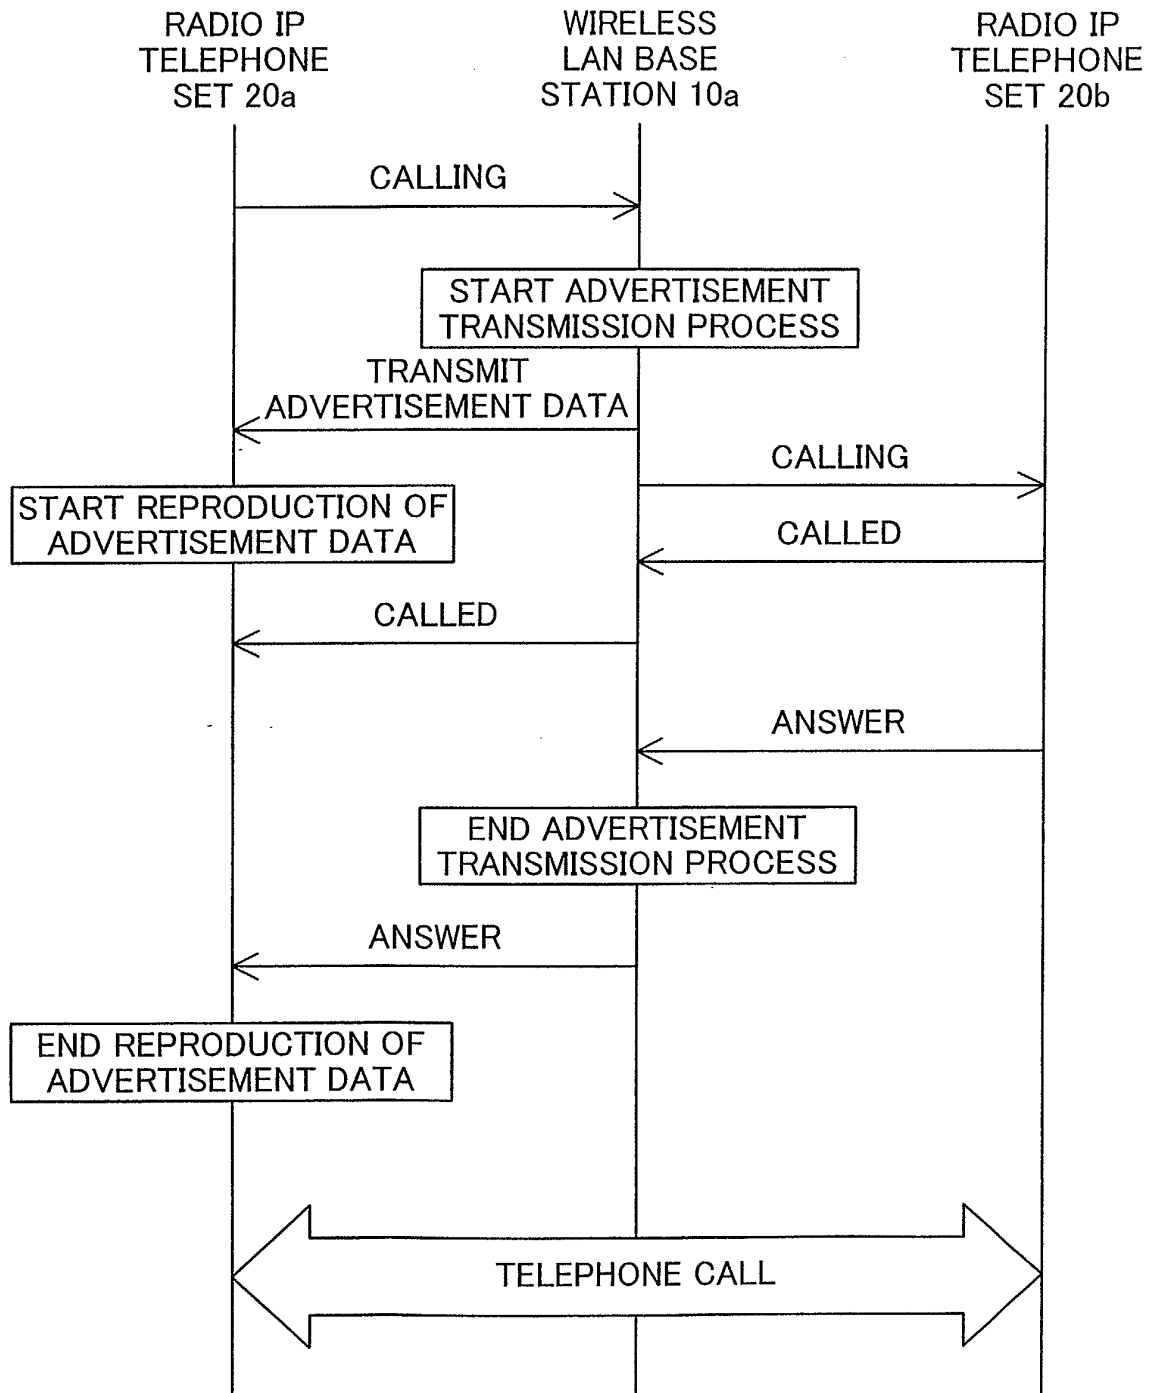 RADIO IP
TELEPHONE
SET 20a
WIRELESS
LAN BASE
STATION 10a
RADIO IP
TELEPHONE
SET 20b
CALLING
START ADVERTISEMENT
TRANSMISSION PROCESS
TRANSMIT
ADVERTISEMENT DATA
CALLING
START REPRODUCTION OF
ADVERTISEMENT DATA
CALLED
CALLED
ANSWER
END ADVERTISEMENT
TRANSMISSION PROCESS
ANSWER
END REPRODUCTION OF
ADVERTISEMENT DATA
TELEPHONE CALL